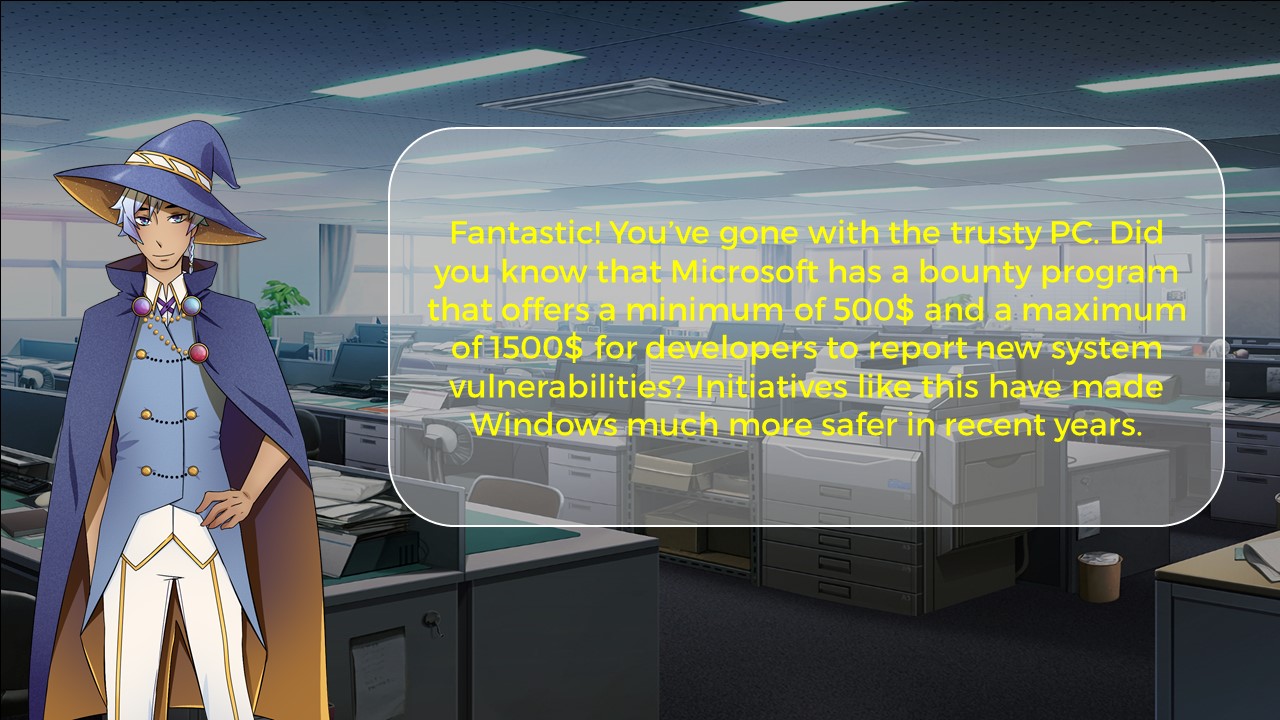 Fantastic! You’ve gone with the trusty PC. Did
you know that Microsoft has a bounty program
that offers a minimum of 500$ and a maximum
of 1500$ for developers to report new system
vulnerabilities? Initiatives like this have made
Windows much more safer in recent years.